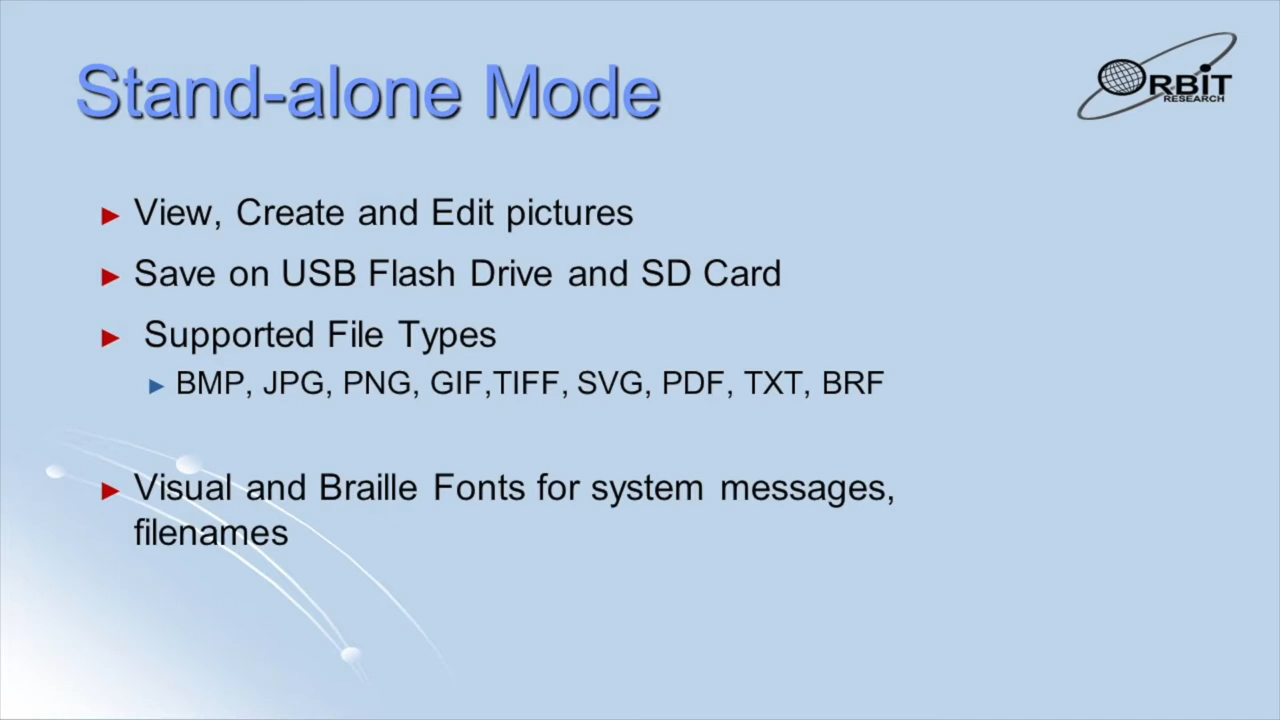 Stand-alone Mode
ORBIT
RESEARCH
► View, Create and Edit pictures
► Save on USB Flash Drive and SD Card
► Supported File Types
► BMP, JPG, PNG, GIF,TIFF, SVG, PDF, TXT, BRF
► Visual and Braille Fonts for system messages,
filenames